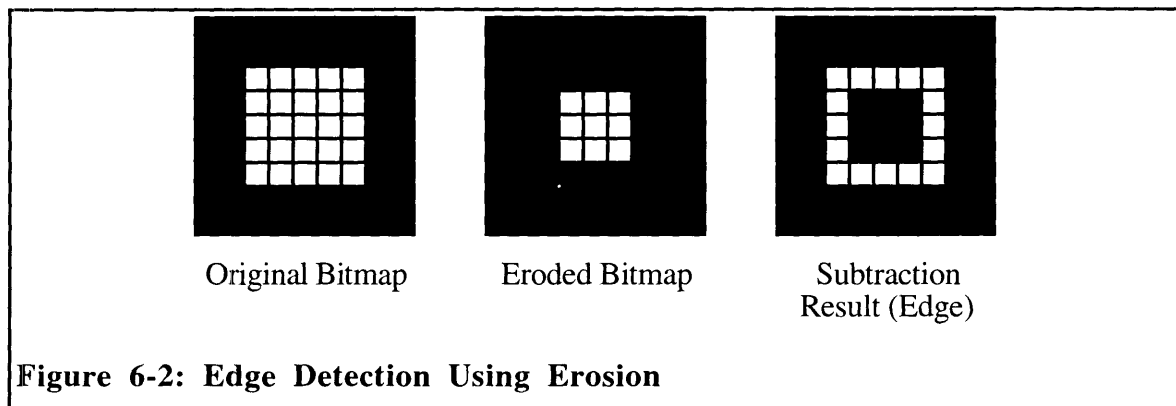 Original Bitmap
Eroded Bitmap
Subtraction
Result (Edge)
Figure 6-2: Edge Detection Using Erosion